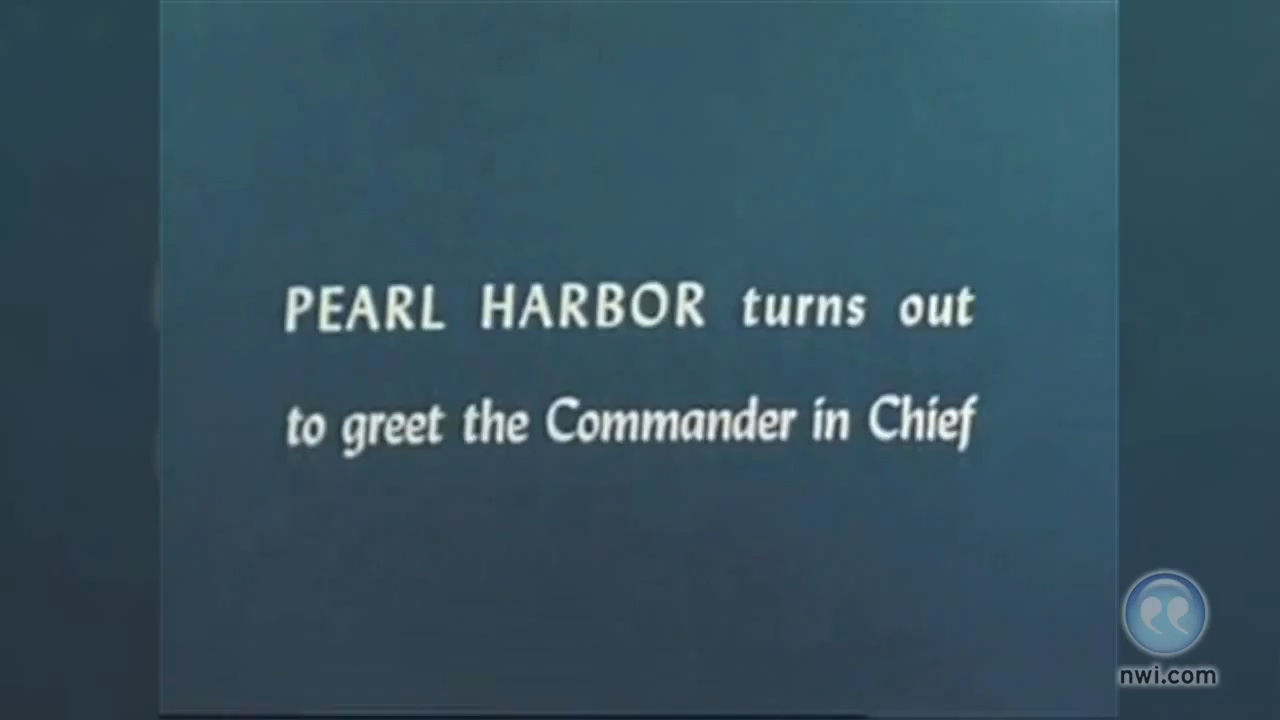 PEARL HARBOR turns out
to greet the Commander in Chief
nwi.com